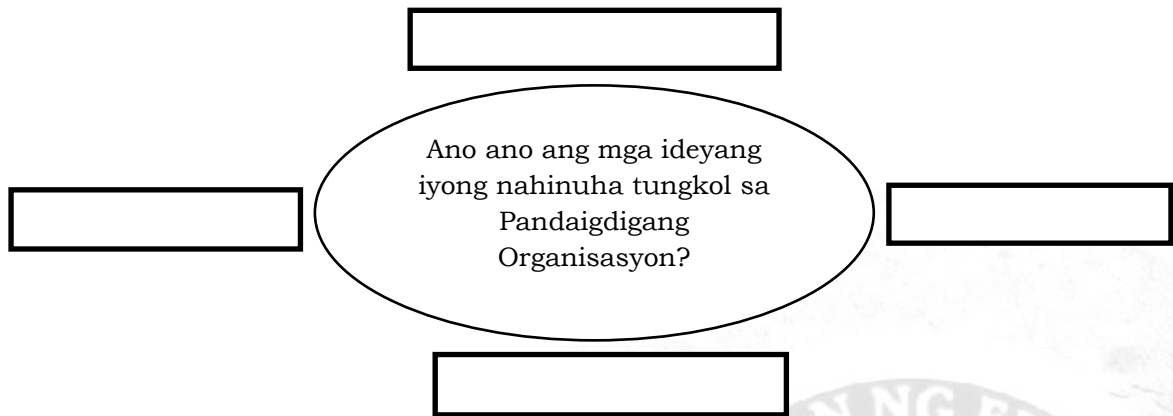 Ano ano ang mga ideyang
iyong nahinuha tungkol sa
Pandaigdigang
Organisasyon?